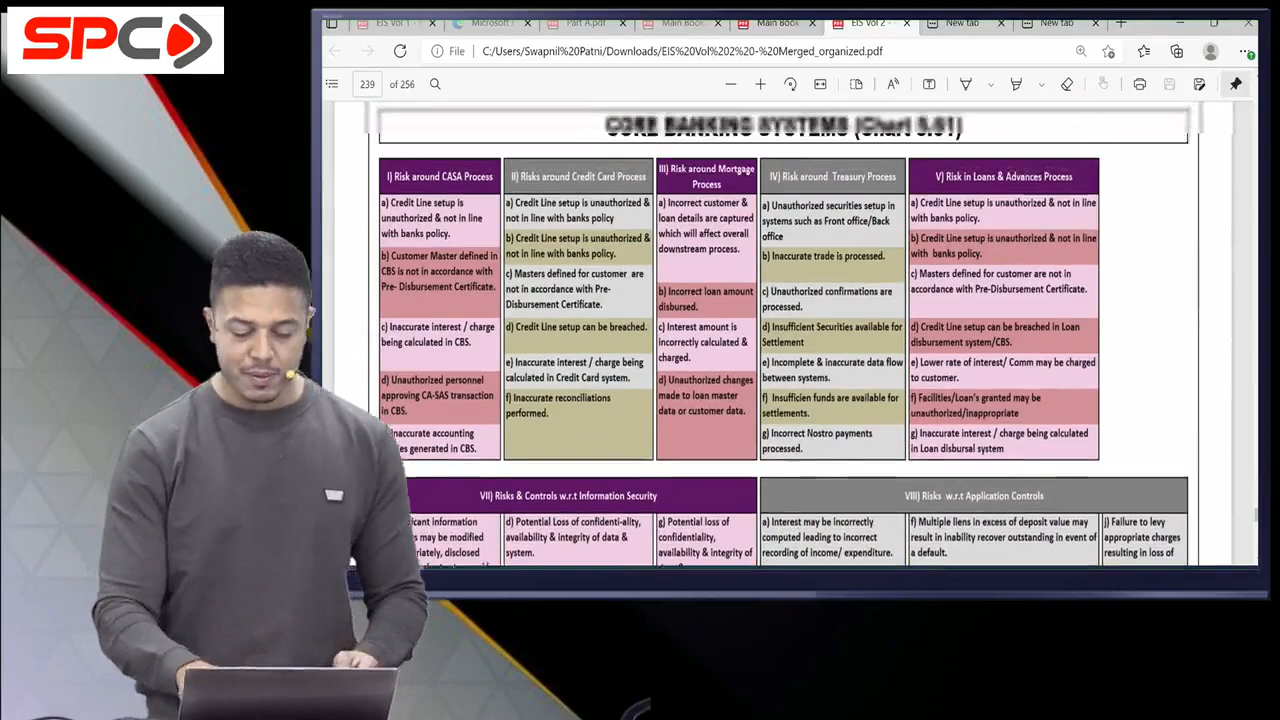 SPC
EIS Vol 1 -
Microsoft
Part A.pdf
Main Book
Main Book
EIS Vol 2 -
New tab
New tab
File
C:/Users/Swapnil%20Patni/Downloads/EIS%20Vol%202%20-%20Merged_organized.pdf
239 of 256
CORE BANKING SYSTEMS (Chart 5.01)
I) Risk around CASA Process
a) Credit Line setup is
unauthorized & not in line
with banks policy.
b) Customer Master defined in
CBS is not in accordance with
Pre- Disbursement Certificate.
c) Inaccurate interest / charge
being calculated in CBS.
d) Unauthorized personnel
approving CA-SAS transaction
in CBS.
Inaccurate accounting
generated in CBS.
II) Risks around Credit Card Process
a) Credit Line setup is unauthorized &
not in line with banks policy
b) Credit Line setup is unauthorized &
not in line with banks policy.
c) Masters defined for customer are
not in accordance with Pre-
Disbursement Certificate.
d) Credit Line setup can be breached.
e) Inaccurate interest / charge being
calculated in Credit Card system.
f) Inaccurate reconciliations
performed.
III) Risk around Mortgage
Process
a) Incorrect customer &
loan details are captured
which will affect overall
downstream process.
b) Incorrect loan amount
disbursed.
c) Interest amount is
incorrectly calculated &
charged.
d) Unauthorized changes
made to loan master
data or customer data.
IV) Risk around Treasury Process
a) Unauthorized securities setup in
systems such as Front office/Back
office
b) Inaccurate trade is processed.
c) Unauthorized confirmations are
processed.
d) Insufficient Securities available for
Settlement
e) Incomplete & inaccurate data flow
between systems.
f) Insufficien funds are available for
settlements.
g) Incorrect Nostro payments
processed.
V) Risk in Loans & Advances Process
a) Credit Line setup is unauthorized & not in line
with banks policy.
b) Credit Line setup is unauthorized & not in line
with banks policy.
c) Masters defined for customer are not in
accordance with Pre-Disbursement Certificate.
d) Credit Line setup can be breached in Loan
disbursement system/CBS.
e) Lower rate of interest/ Comm may be charged
to customer.
f) Facilities/Loan's granted may be
unauthorized/inappropriate
g) Inaccurate interest / charge being calculated
in Loan disbursal system
VII) Risks & Controls w.r.t Information Security
information
may be modified
disclosed
d) Potential Loss of confidenti-ality,
availability & integrity of data &
system.
g) Potential loss of
confidentiality,
availability & integrity of
VIII) Risks w.r.t Application Controls
a) Interest may be incorrectly
computed leading to incorrect
recording of income/ expenditure.
f) Multiple liens in excess of deposit value may
result in inability recover outstanding in event of
a default.
j) Failure to levy
appropriate charges
resulting in loss of